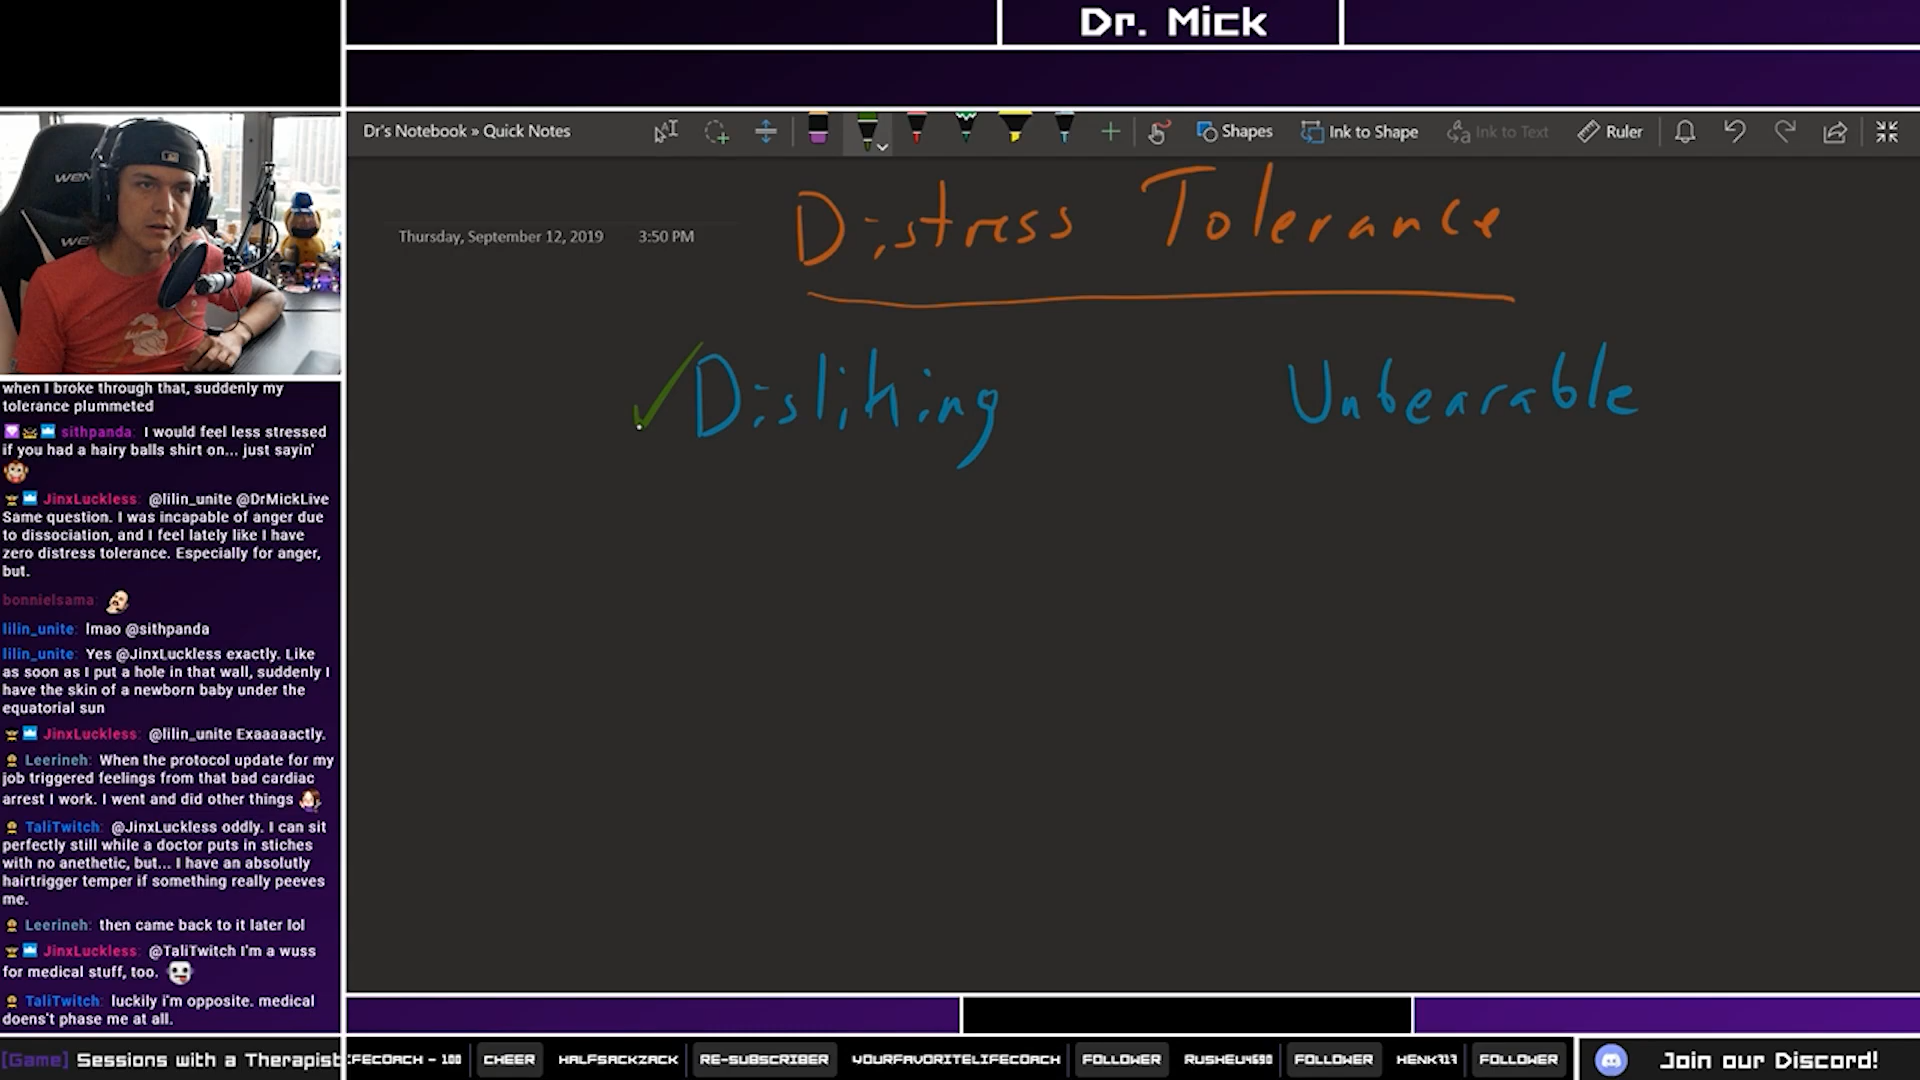 Dr. Mick
Dr's Notebook » Quick Notes
Shapes
Ink to Shape
Ink to Text
Ruler
Distress Tolerance
Thursday, September 12, 2019 3:50 PM
Disliking Unbearable
when I broke through that, suddenly my
tolerance plummeted
sithpanda: I would feel less stressed
if you had a hairy balls shirt on... just sayin'
JinxLuckless: @lilin_unite @DrMickLive
Same question. I was incapable of anger due
to dissociation, and I feel lately like I have
zero distress tolerance. Especially for anger,
but.
bonnielsama:
lilin_unite: lmao @sithpanda
lilin_unite: Yes @JinxLuckless exactly. Like
as soon as I put a hole in that wall, suddenly I
have the skin of a newborn baby under the
equatorial sun
JinxLuckless: @lilin_unite Exaaaaactly.
Leerineh: When the protocol update for my
job triggered feelings from that bad cardiac
arrest I work. I went and did other things
TaliTwitch: @JinxLuckless oddly. I can sit
perfectly still while a doctor puts in stiches
with no anethetic, but... I have an absolutly
hairtrigger temper if something really peeves
me.
Leerineh: then came back to it later lol
JinxLuckless: @TaliTwitch I'm a wuss
for medical stuff, too.
TaliTwitch: luckily i'm opposite. medical
doens't phase me at all.
[Game] Sessions with a Therapist
IFECOACH - 100 CHEER HALFSACKZACK RE-SUBSCRIBER YOURFAVORITELIFECOACH FOLLOWER RUSHEU4690 FOLLOWER HENK717 FOLLOWER
Join our Discord!